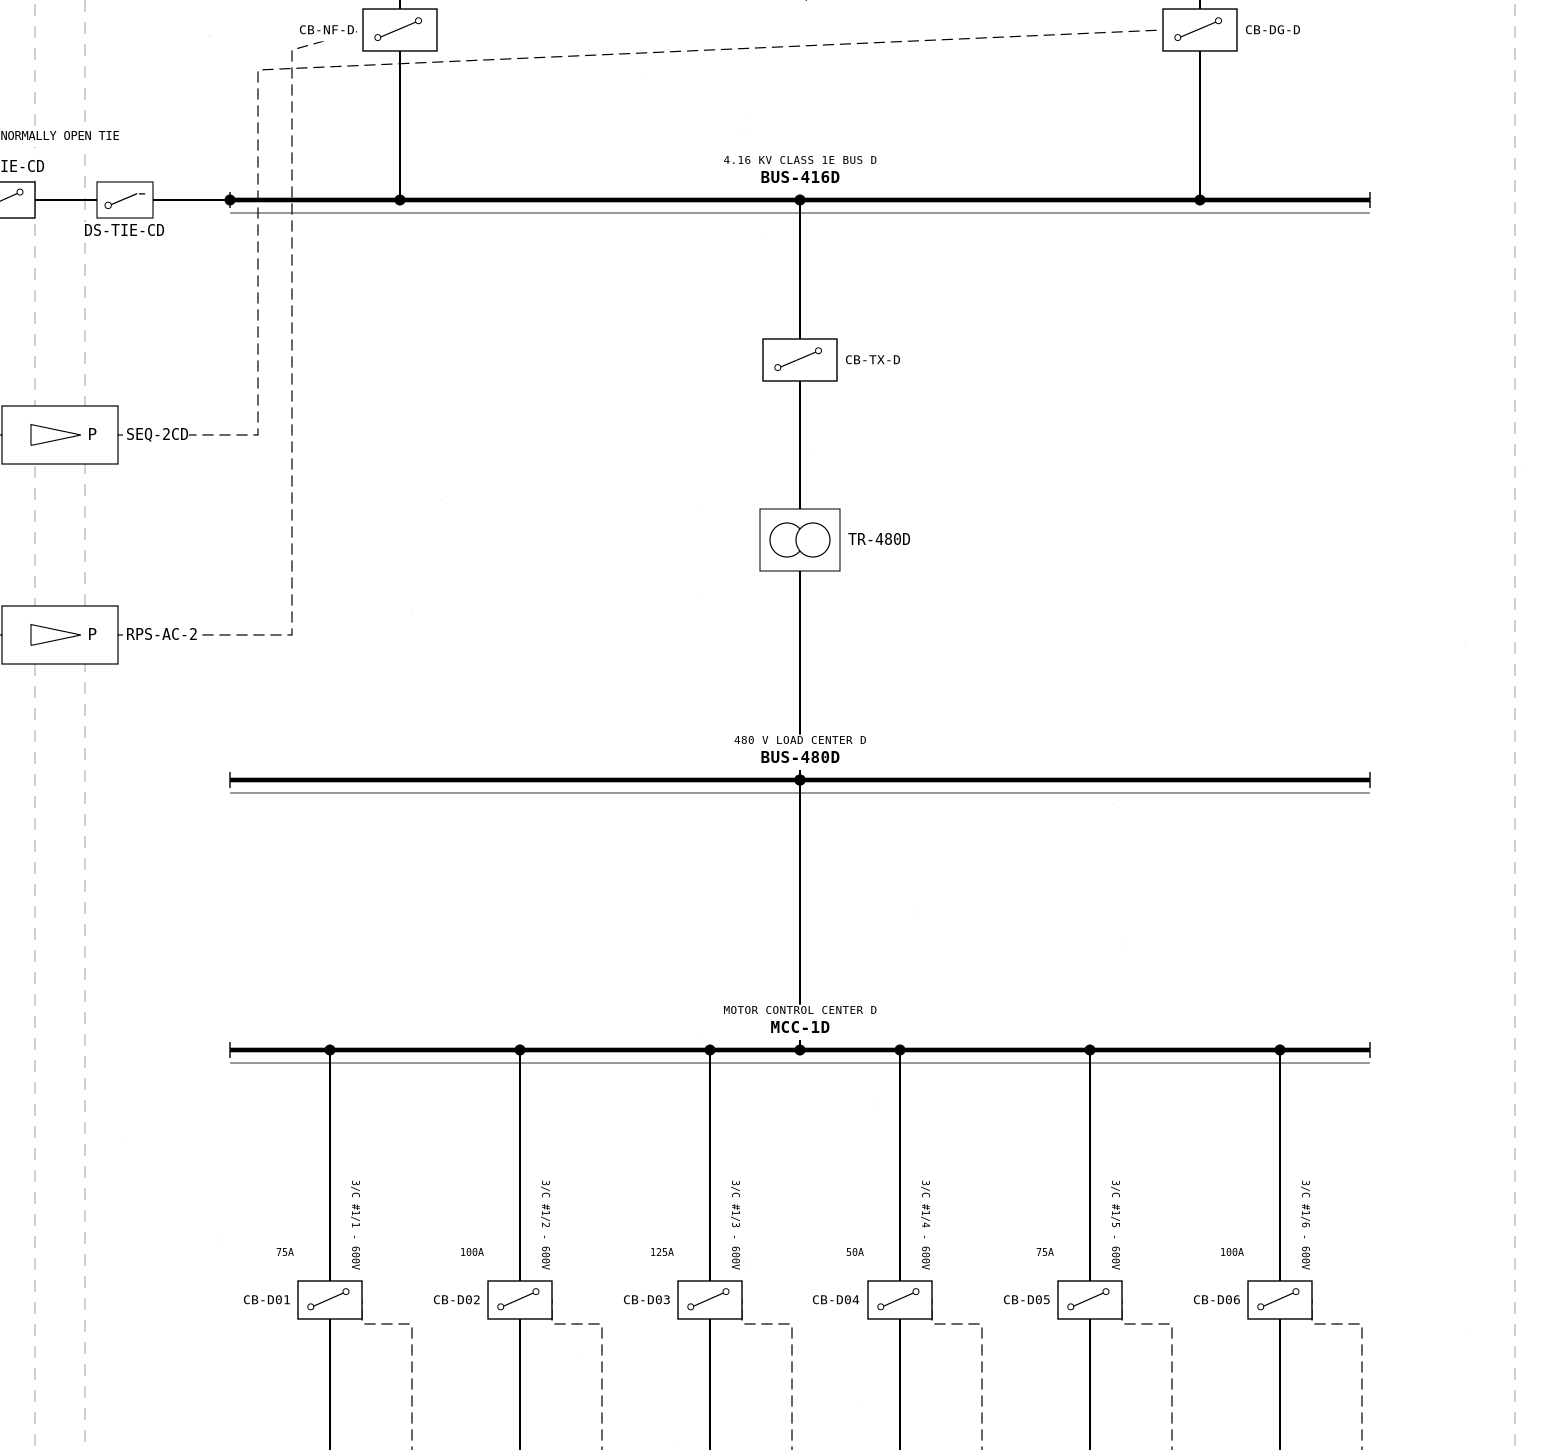 CB-NF-D
CB-DG-D
NORMALLY OPEN TIE
IE-CD
DS-TIE-CD
4.16 KV CLASS 1E BUS D
BUS-416D
CB-TX-D
P
SEQ-2CD
TR-480D
P
RPS-AC-2
480 V LOAD CENTER D
BUS-480D
MOTOR CONTROL CENTER D
MCC-1D
3/C #1/1 - 600V
3/C #1/2 - 600V
3/C #1/3 - 600V
3/C #1/4 - 600V
3/C #1/5 - 600V
3/C #1/6 - 600V
75A
100A
125A
50A
75A
100A
CB-D01
CB-D02
CB-D03
CB-D04
CB-D05
CB-D06